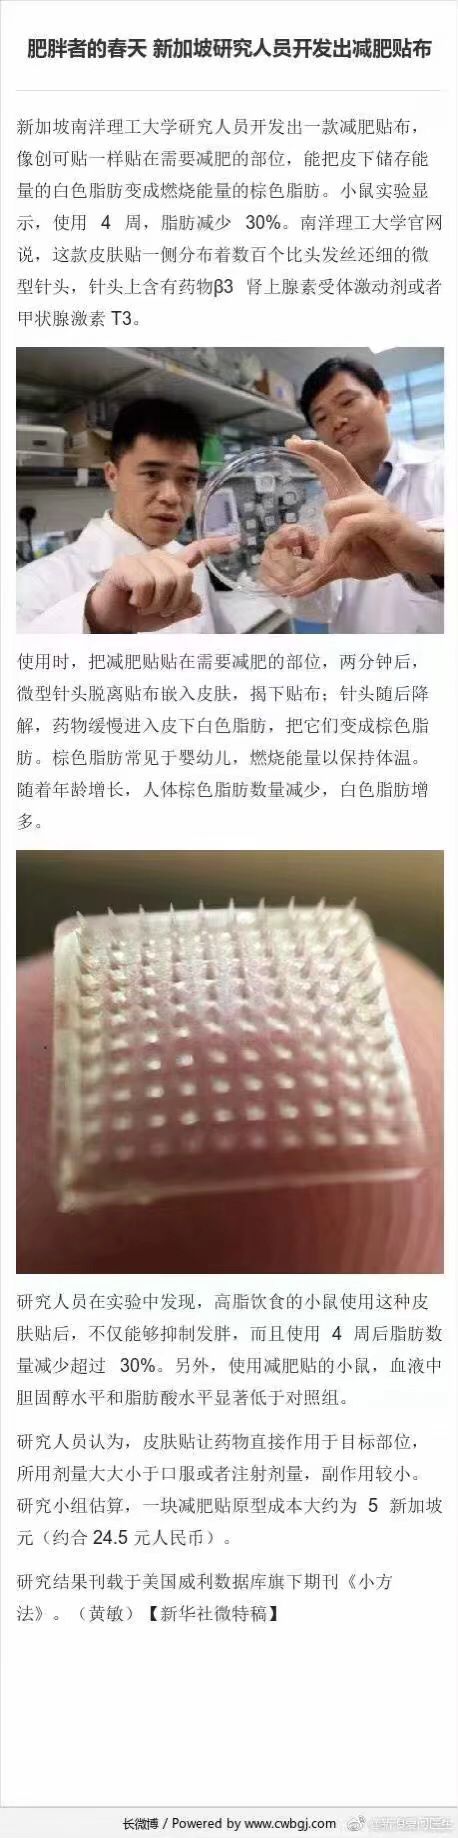 肥胖者的春天 新加坡研究人员开发出减肥贴布
新加坡南洋理工大学研究人员开发出一款减肥贴布，
像创可贴一样贴在需要减肥的部位，能把皮下储存能
量的白色脂肪变成燃烧能量的棕色脂肪。小鼠实验显
示，使用 4 周，脂肪减少 30%。南洋理工大学官网
说，这款皮肤贴一侧分布着数百个比头发丝还细的微
型针头，针头上含有药物β3 肾上腺素受体激动剂或者
甲状腺激素 T3。
使用时，把减肥贴贴在需要减肥的部位，两分钟后，
微型针头脱离贴布嵌入皮肤，揭下贴布；针头随后降
解，药物缓慢进入皮下白色脂肪，把它们变成棕色脂
肪。棕色脂肪常见于婴幼儿，燃烧能量以保持体温。
随着年龄增长，人体棕色脂肪数量减少，白色脂肪增
多。
研究人员在实验中发现，高脂饮食的小鼠使用这种皮
肤贴后，不仅能够抑制发胖，而且使用 4 周后脂肪数
量减少超过 30%。另外，使用减肥贴的小鼠，血液中
胆固醇水平和脂肪酸水平显著低于对照组。
研究人员认为，皮肤贴让药物直接作用于目标部位，
所用剂量大大小于口服或者注射剂量，副作用较小。
研究小组估算，一块减肥贴原型成本大约为 5 新加坡
元（约合 24.5 元人民币）。
研究结果刊载于美国威利数据库旗下期刊《小方
法》。（黄敏）【新华社微特稿】
长微博 / Powered by www.cwbgj.com